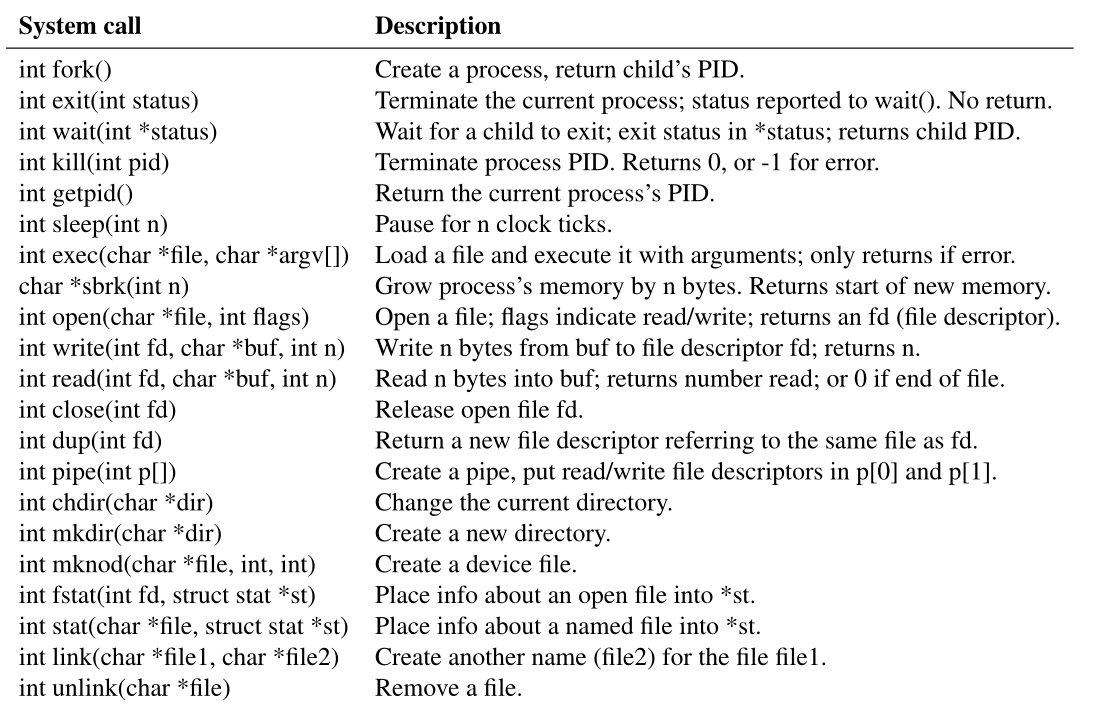 System call Description
int fork() Create a process, return child's PID.
int exit(int status) Terminate the current process; status reported to wait(). No return.
int wait(int *status) Wait for a child to exit; exit status in *status; returns child PID.
int kill(int pid) Terminate process PID. Returns 0, or -1 for error.
int getpid() Return the current process's PID.
int sleep(int n) Pause for n clock ticks.
int exec(char *file, char *argv[]) Load a file and execute it with arguments; only returns if error.
char *sbrk(int n) Grow process's memory by n bytes. Returns start of new memory.
int open(char *file, int flags) Open a file; flags indicate read/write; returns an fd (file descriptor).
int write(int fd, char *buf, int n) Write n bytes from buf to file descriptor fd; returns n.
int read(int fd, char *buf, int n) Read n bytes into buf; returns number read; or 0 if end of file.
int close(int fd) Release open file fd.
int dup(int fd) Return a new file descriptor referring to the same file as fd.
int pipe(int p[]) Create a pipe, put read/write file descriptors in p[0] and p[1].
int chdir(char *dir) Change the current directory.
int mkdir(char *dir) Create a new directory.
int mknod(char *file, int, int) Create a device file.
int fstat(int fd, struct stat *st) Place info about an open file into *st.
int stat(char *file, struct stat *st) Place info about a named file into *st.
int link(char *file1, char *file2) Create another name (file2) for the file file1.
int unlink(char *file) Remove a file.